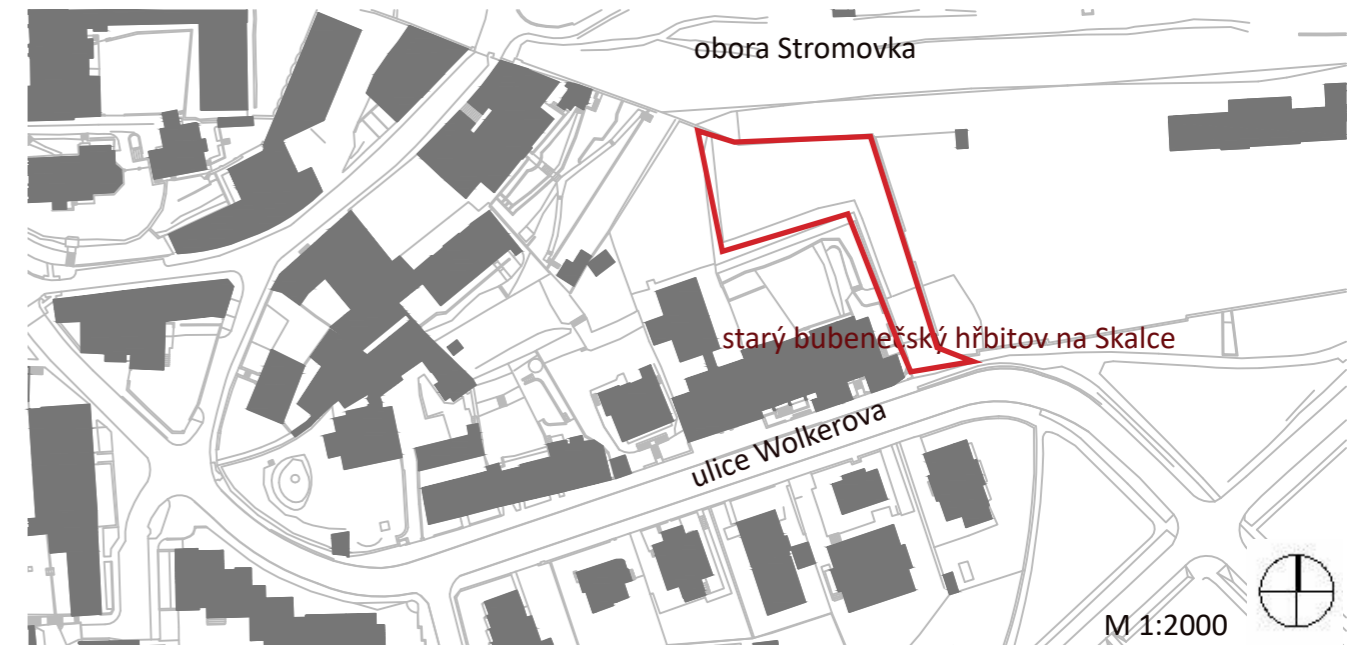 obora Stromovka
starý bubenečský hřbitov na Skalce
ulice Wolkerova
M 1:2000